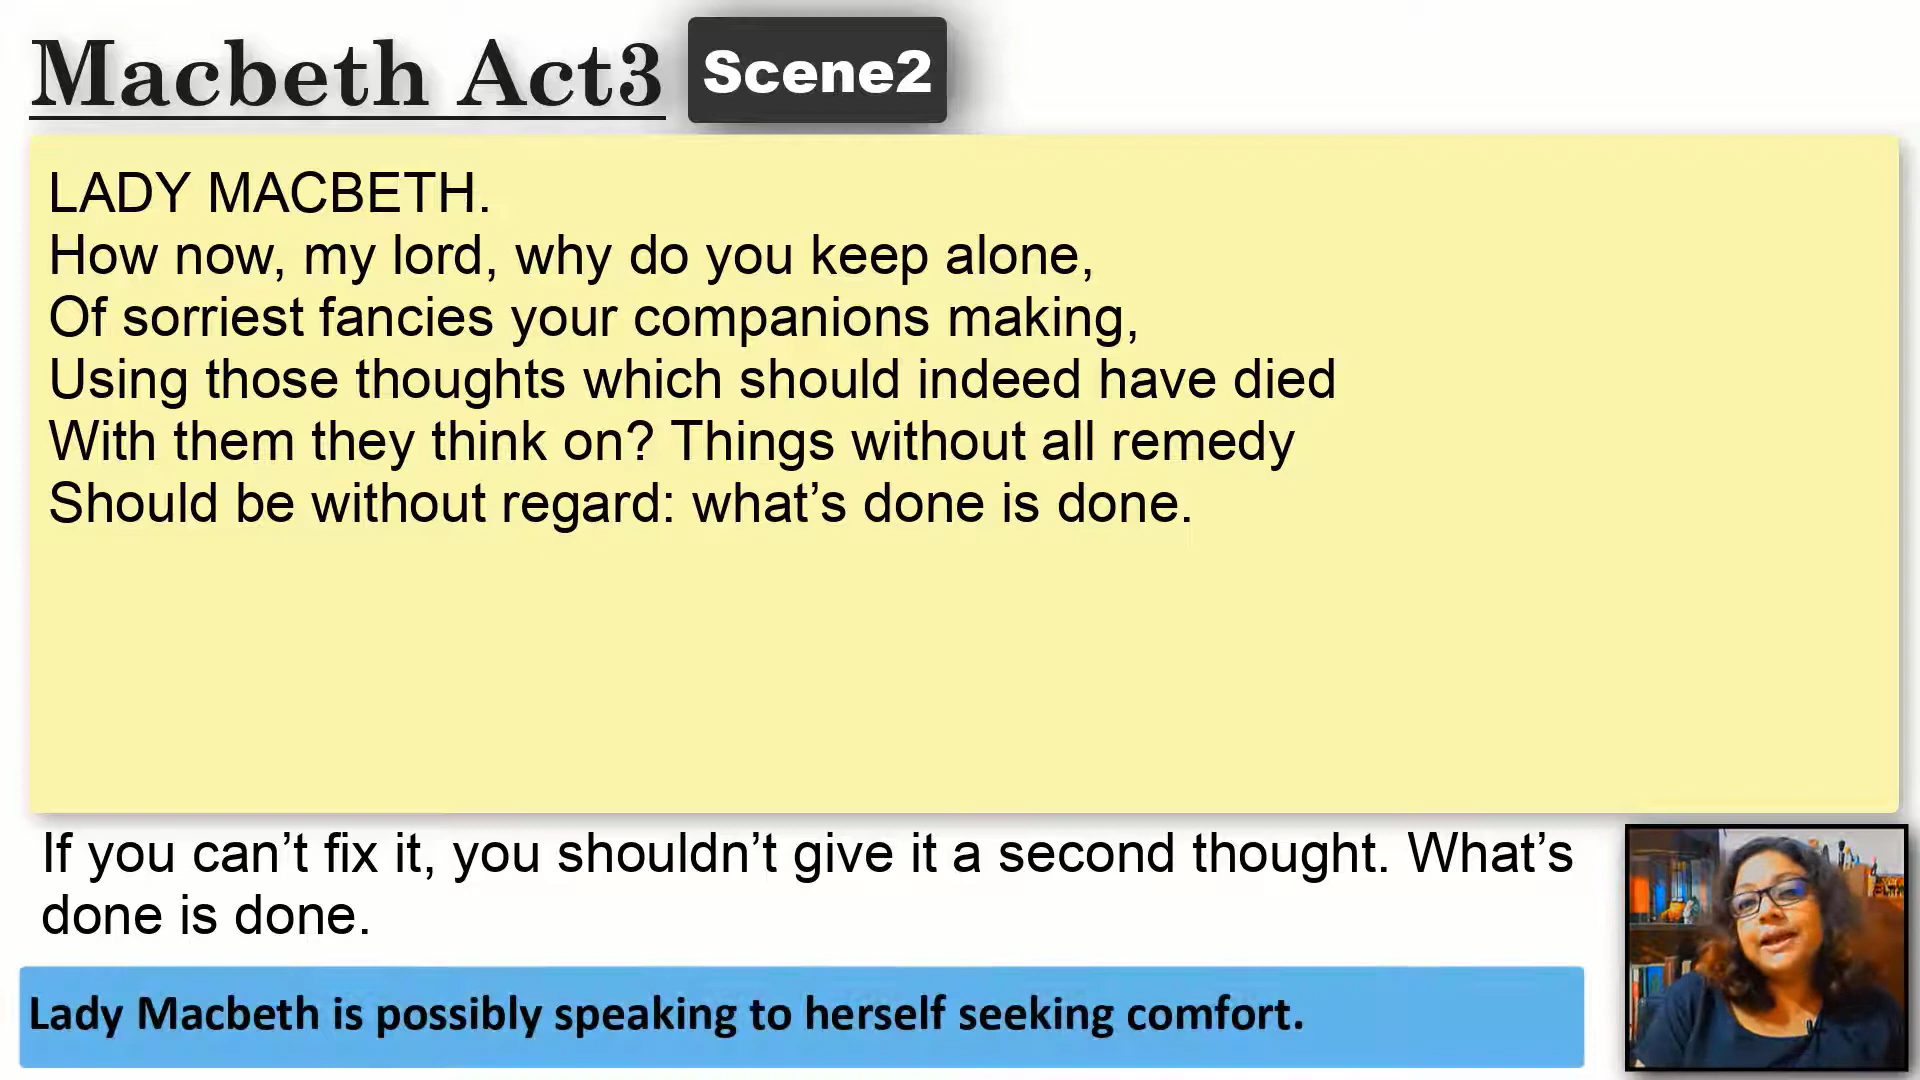 Macbeth Act3 Scene2
LADY MACBETH.
How now, my lord, why do you keep alone,
Of sorriest fancies your companions making,
Using those thoughts which should indeed have died
With them they think on? Things without all remedy
Should be without regard: what’s done is done.
If you can’t fix it, you shouldn’t give it a second thought. What’s
done is done.
Lady Macbeth is possibly speaking to herself seeking comfort.